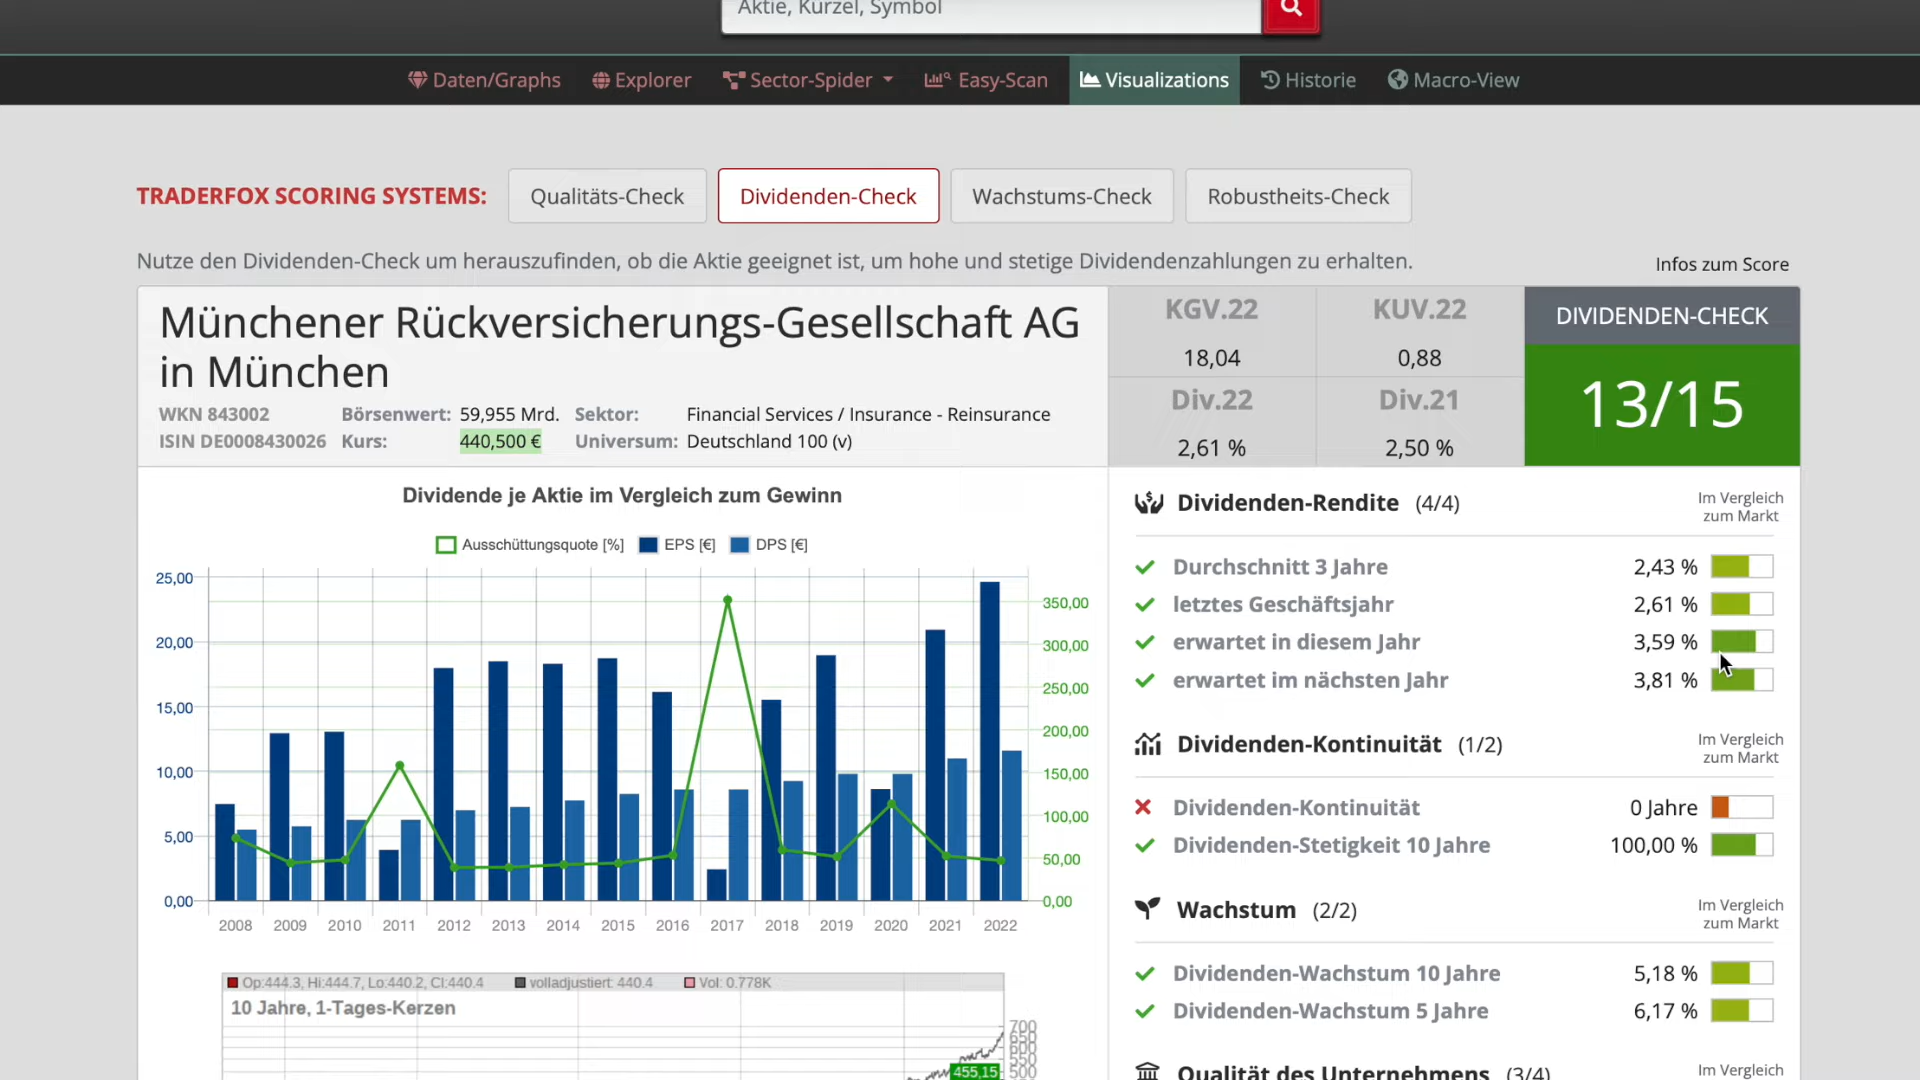 Aktie, Kürzel, Symbol
Daten/Graphs Explorer Sector-Spider Easy-Scan Visualizations Historie Macro-View
TRADERFOX SCORING SYSTEMS: Qualitäts-Check Dividenden-Check Wachstums-Check Robustheits-Check
Nutze den Dividenden-Check um herauszufinden, ob die Aktie geeignet ist, um hohe und stetige Dividendenzahlungen zu erhalten.
Infos zum Score
Münchener Rückversicherungs-Gesellschaft AG
in München
WKN 843002 Börsenwert: 59,955 Mrd. Sektor: Financial Services / Insurance - Reinsurance
ISIN DE0008430026 Kurs: 440,500 € Universum: Deutschland 100 (v)
KGV.22 KUV.22
18,04 0,88
Div.22 Div.21
2,61 % 2,50 %
DIVIDENDEN-CHECK
13/15
Dividende je Aktie im Vergleich zum Gewinn
Ausschüttungsquote [%] EPS [€] DPS [€]
25,00
20,00
15,00
10,00
5,00
0,00
350,00
300,00
250,00
200,00
150,00
100,00
50,00
0,00
2008 2009 2010 2011 2012 2013 2014 2015 2016 2017 2018 2019 2020 2021 2022
Op:444.3, Hi:444.7, Lo:440.2, Cl:440.4 volladjustiert: 440.4 Vol: 0.778K
10 Jahre, 1-Tages-Kerzen
700
650
600
550
500
455,15
Dividenden-Rendite (4/4) Im Vergleich
zum Markt
Durchschnitt 3 Jahre 2,43 %
letztes Geschäftsjahr 2,61 %
erwartet in diesem Jahr 3,59 %
erwartet im nächsten Jahr 3,81 %
Dividenden-Kontinuität (1/2) Im Vergleich
zum Markt
Dividenden-Kontinuität 0 Jahre
Dividenden-Stetigkeit 10 Jahre 100,00 %
Wachstum (2/2) Im Vergleich
zum Markt
Dividenden-Wachstum 10 Jahre 5,18 %
Dividenden-Wachstum 5 Jahre 6,17 %
Qualität des Unternehmens (3/4) Im Vergleich